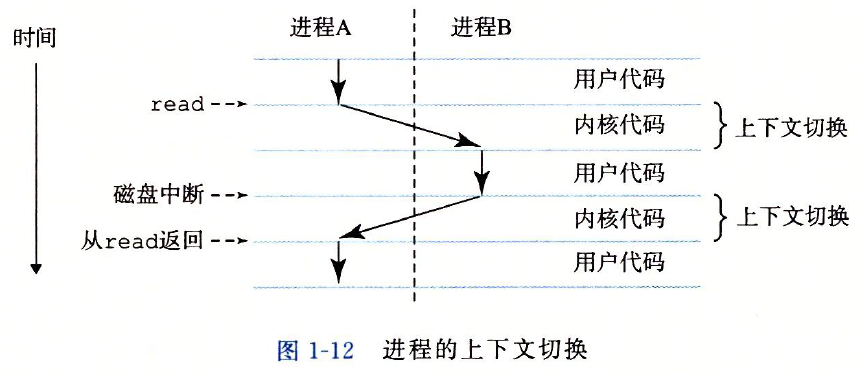 进程A 进程B
时间
用户代码
read
内核代码 上下文切换
用户代码
磁盘中断
内核代码 上下文切换
从read返回
用户代码
图 1-12 进程的上下文切换